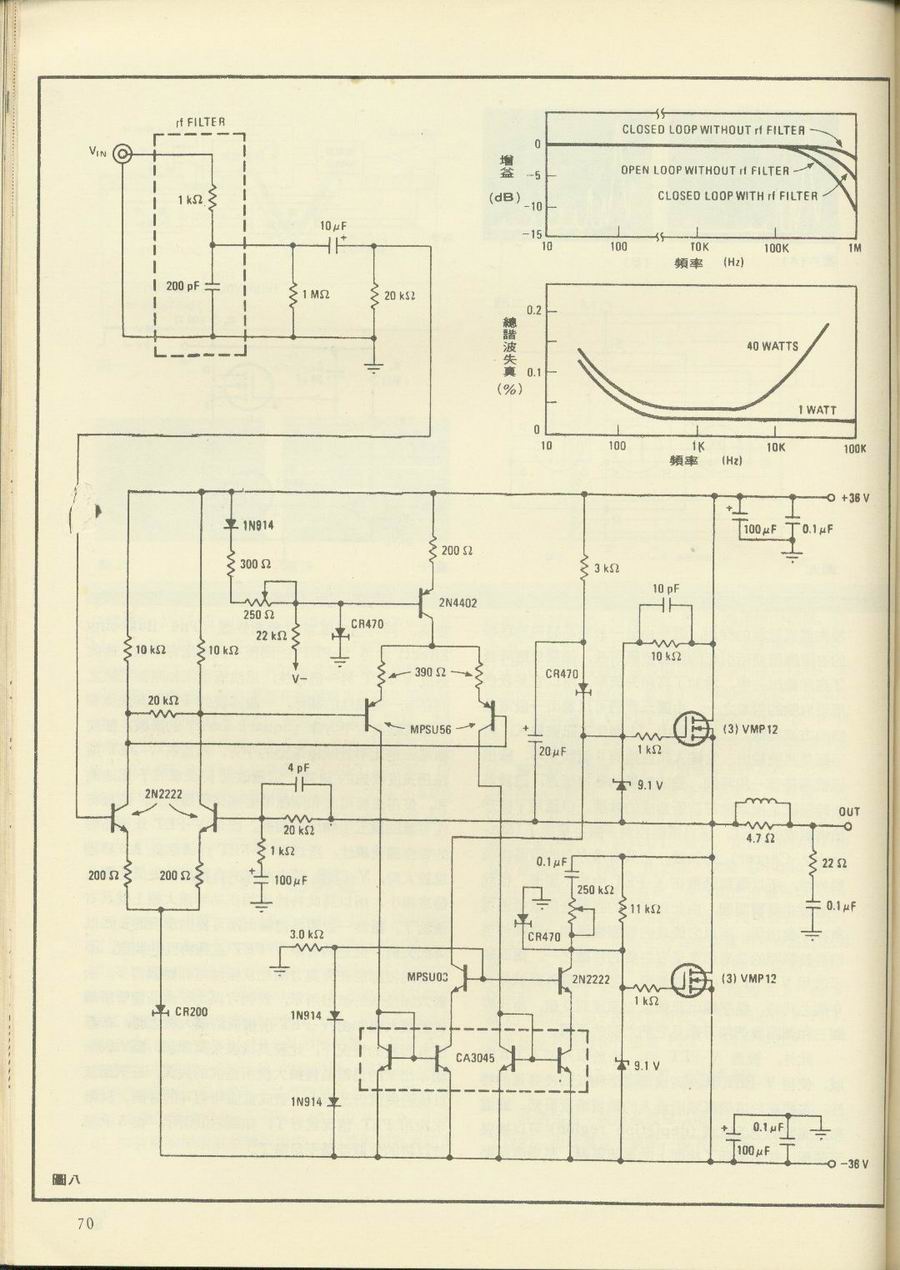 rf FILTER
VIN
1 kΩ
200 pF
10 μF
+
1 MΩ
20 kΩ
增益
(dB)
0
-5
-10
-15
CLOSED LOOP WITHOUT rf FILTER
OPEN LOOP WITHOUT rf FILTER
CLOSED LOOP WITH rf FILTER
10
100
10K
100K
1M
頻率 (Hz)
總諧波失真
(%)
0.2
0.1
0
40 WATTS
1 WATT
10
100
1K
10K
100K
頻率 (Hz)
+36 V
+
100 μF
0.1 μF
1N914
300 Ω
250 Ω
22 kΩ
V-
CR470
200 Ω
2N4402
10 kΩ
10 kΩ
390 Ω
20 kΩ
MPSU56
3 kΩ
CR470
+
20 μF
10 pF
10 kΩ
1 kΩ
(3) VMP12
9.1 V
4 pF
2N2222
20 kΩ
1 kΩ
+
100 μF
200 Ω
200 Ω
OUT
4.7 Ω
22 Ω
0.1 μF
0.1 μF
250 kΩ
CR470
11 kΩ
3.0 kΩ
MPSU03
2N2222
1 kΩ
(3) VMP12
CR200
1N914
CA3045
9.1 V
1N914
+
100 μF
0.1 μF
-36 V
圖八
70